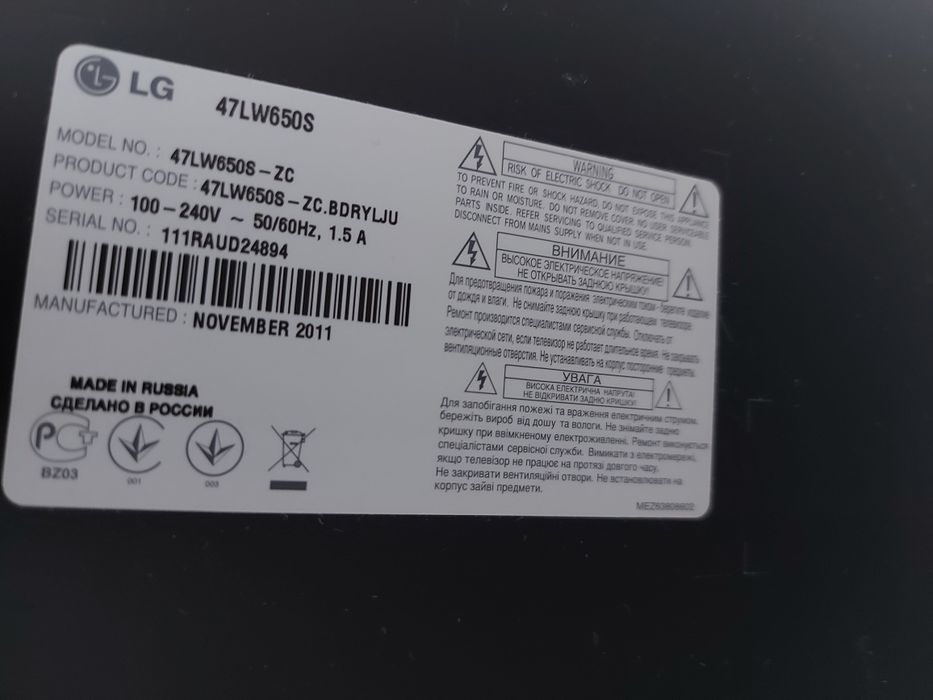 LG
47LW650S
MODEL NO. : 47LW650S-ZC
PRODUCT CODE : 47LW650S-ZC.BDRYLJU
POWER : 100-240V ~ 50/60Hz, 1.5 A
SERIAL NO. : 111RAUD24894
MANUFACTURED : NOVEMBER 2011
MADE IN RUSSIA
СДЕЛАНО В РОССИИ
BZ03
001
003
WARNING
RISK OF ELECTRIC SHOCK DO NOT OPEN
TO PREVENT FIRE OR SHOCK HAZARD, DO NOT EXPOSE THIS APPLIANCE
TO RAIN OR MOISTURE. DO NOT REMOVE COVER. NO USER SERVICEABLE
PARTS INSIDE. REFER SERVICING TO QUALIFIED SERVICE PERSON.
DISCONNECT FROM MAINS SUPPLY WHEN NOT IN USE.
ВНИМАНИЕ
ВЫСОКОЕ ЭЛЕКТРИЧЕСКОЕ НАПРЯЖЕНИЕ!
НЕ ОТКРЫВАТЬ ЗАДНЮЮ КРЫШКУ!
Для предотвращения пожара и поражения электрическим током - берегите изделие
от дождя и влаги. Не снимайте заднюю крышку при работающем телевизоре.
Ремонт производится специалистами сервисной службы. Отключать от
электрической сети, если телевизор не работает длительное время. Не закрывать
вентиляционные отверстия. Не устанавливать на корпус посторонние предметы.
УВАГА
ВИСОКА ЕЛЕКТРИЧНА НАПРУГА!
НЕ ВІДКРИВАТИ ЗАДНЮ КРИШКУ!
Для запобігання пожежі та враження електричним струмом,
бережіть виріб від дощу та вологи. Не знімайте задню
кришку при ввімкненому електроживленні. Ремонт виконується
спеціалістами сервісної служби. Вимикати з електромережі,
якщо телевізор не працює на протязі довгого часу.
Не закривати вентиляційні отвори. Не встановлювати на
корпус зайві предмети.
MEZ63808602